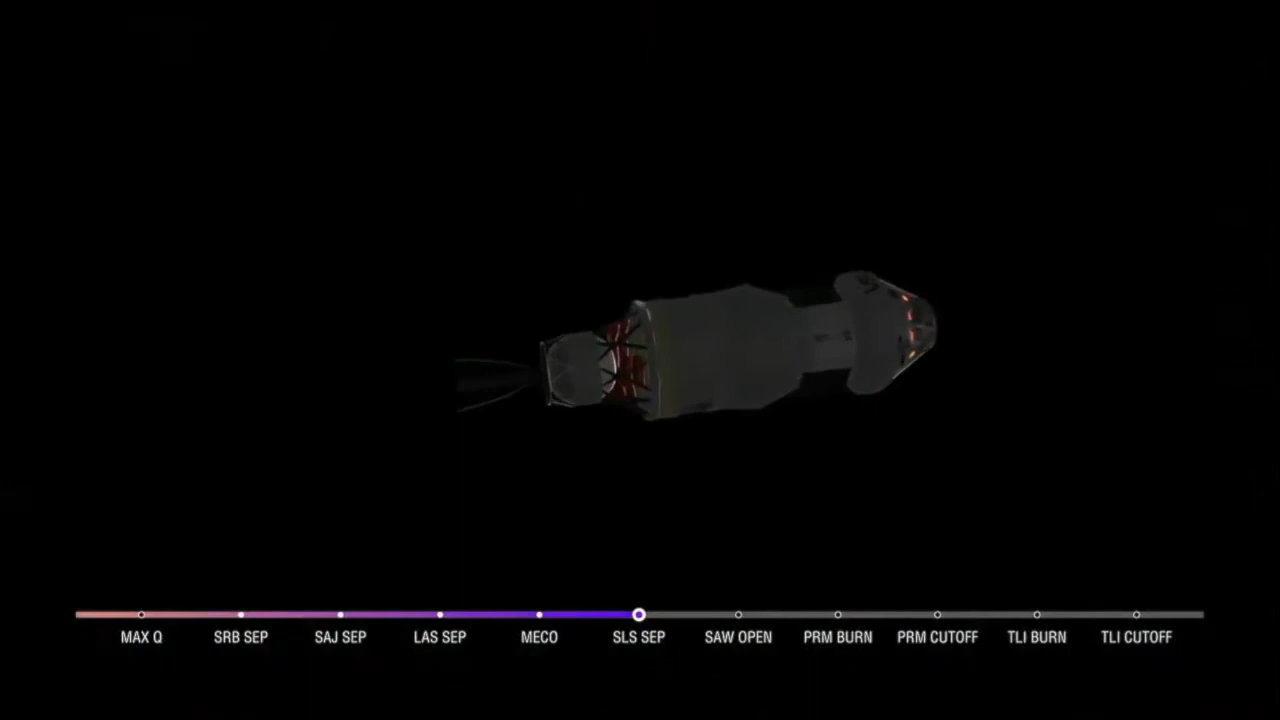 MAX Q SRB SEP SAJ SEP LAS SEP MECO SLS SEP SAW OPEN PRM BURN PRM CUTOFF TLI BURN TLI CUTOFF